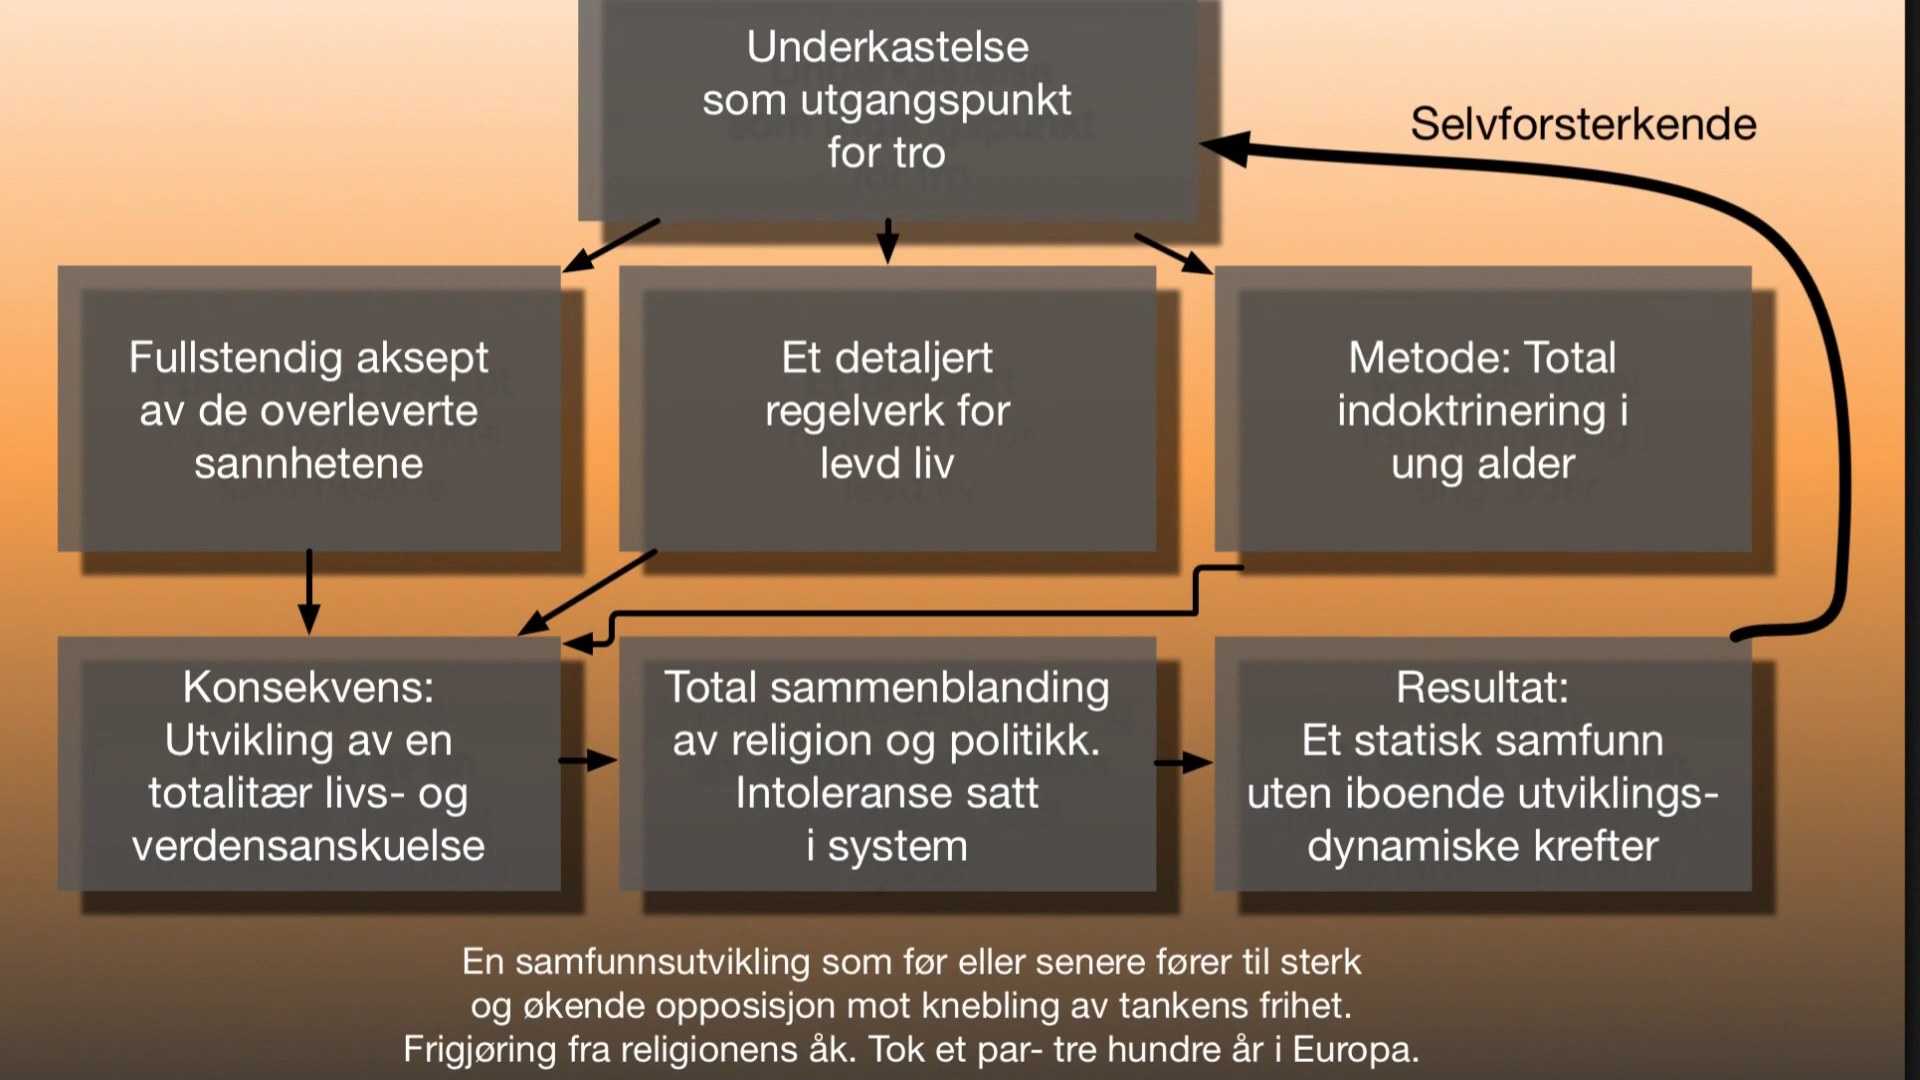 Underkastelse
som utgangspunkt
for tro
Selvforsterkende
Fullstendig aksept
av de overleverte
sannhetene
Et detaljert
regelverk for
levd liv
Metode: Total
indoktrinering i
ung alder
Konsekvens:
Utvikling av en
totalitær livs- og
verdensanskuelse
Total sammenblanding
av religion og politikk.
Intoleranse satt
i system
Resultat:
Et statisk samfunn
uten iboende utviklings-
dynamiske krefter
En samfunnsutvikling som før eller senere fører til sterk
og økende opposisjon mot knebling av tankens frihet.
Frigjøring fra religionens åk. Tok et par- tre hundre år i Europa.